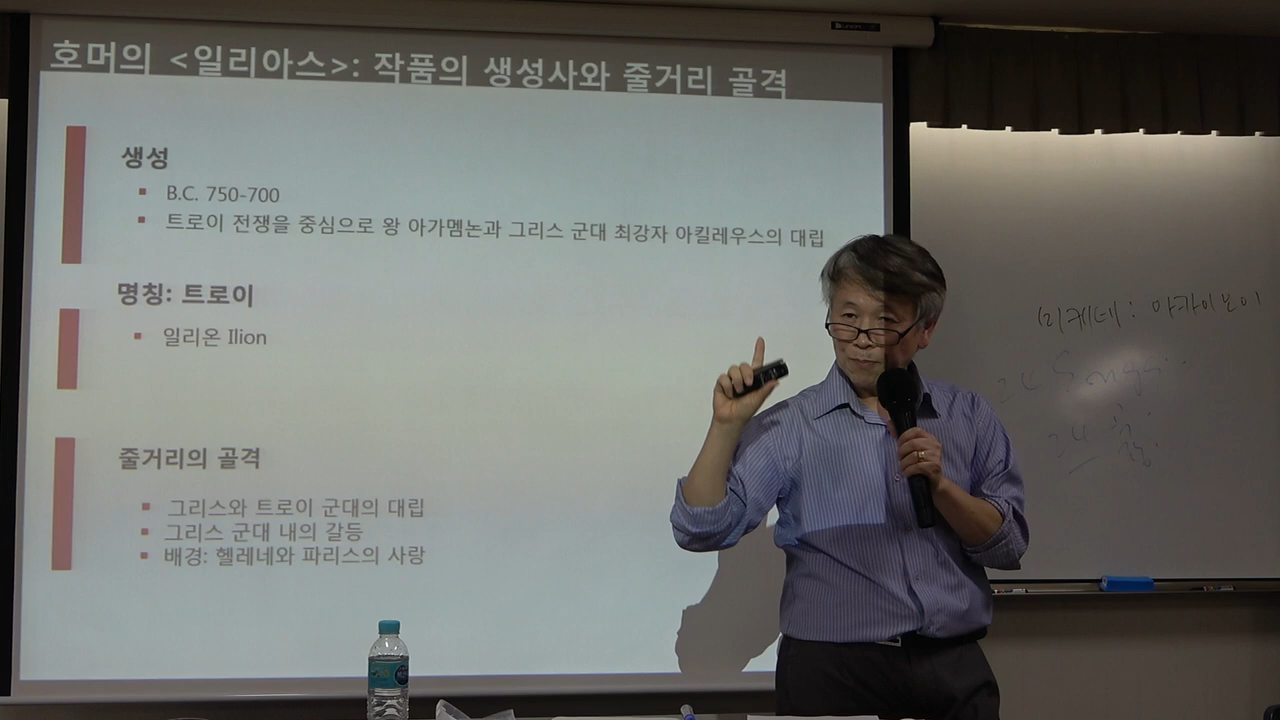 호머의 <일리아스>: 작품의 생성사와 줄거리 골격
생성
▪ B.C. 750-700
▪ 트로이 전쟁을 중심으로 왕 아가멤논과 그리스 군대 최강자 아킬레우스의 대립
명칭: 트로이
▪ 일리온 Ilion
줄거리의 골격
▪ 그리스와 트로이 군대의 대립
▪ 그리스 군대 내의 갈등
▪ 배경: 헬레네와 파리스의 사랑
미케네: 아카이오이